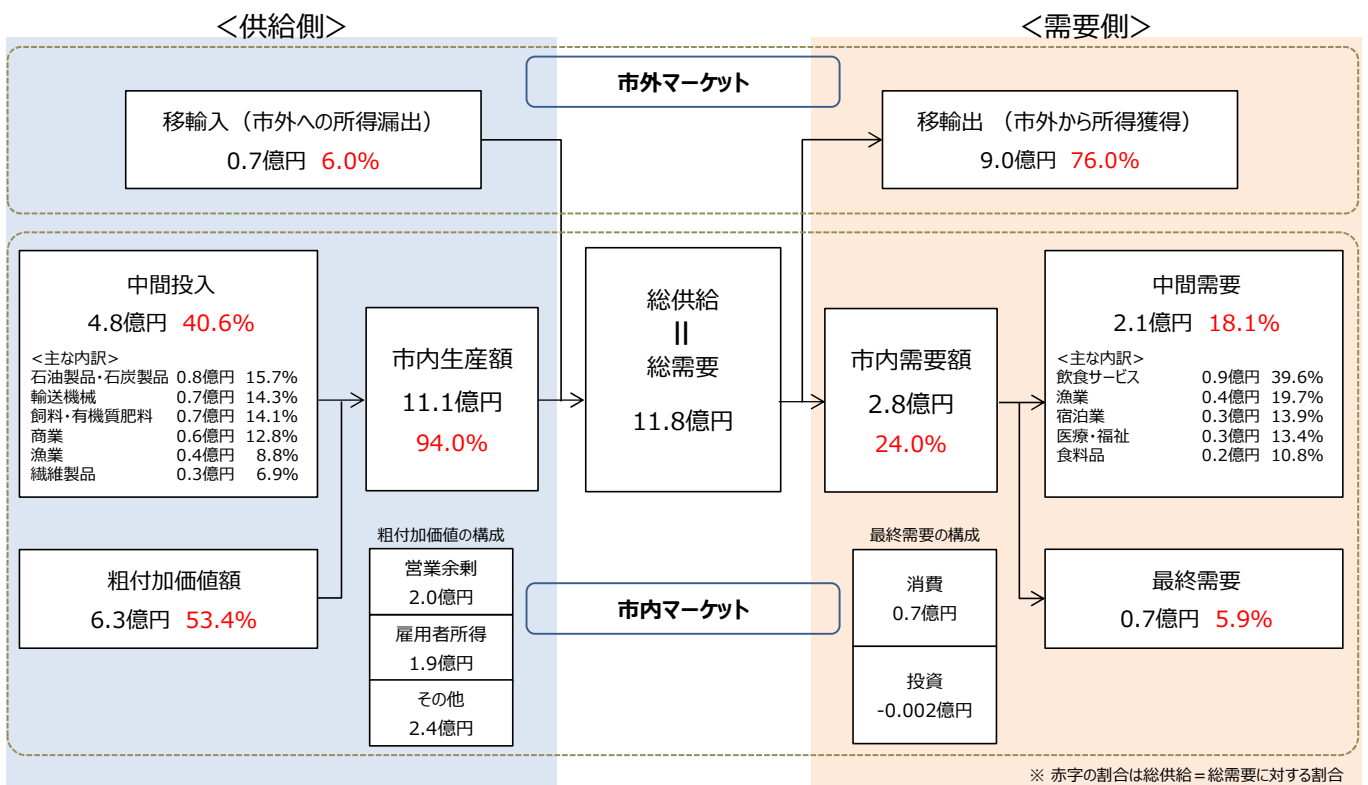 ＜供給側＞
＜需要側＞
市外マーケット
移輸入（市外への所得漏出）
0.7億円 6.0%
移輸出 （市外から所得獲得）
9.0億円 76.0%
中間投入
4.8億円 40.6%
＜主な内訳＞
石油製品・石炭製品 0.8億円 15.7%
輸送機械 0.7億円 14.3%
飼料・有機質肥料 0.7億円 14.1%
商業 0.6億円 12.8%
漁業 0.4億円 8.8%
繊維製品 0.3億円 6.9%
市内生産額
11.1億円
94.0%
総供給
||
総需要
11.8億円
市内需要額
2.8億円
24.0%
中間需要
2.1億円 18.1%
＜主な内訳＞
飲食サービス 0.9億円 39.6%
漁業 0.4億円 19.7%
宿泊業 0.3億円 13.9%
医療・福祉 0.3億円 13.4%
食料品 0.2億円 10.8%
粗付加価値額
6.3億円 53.4%
粗付加価値の構成
営業余剰
2.0億円
雇用者所得
1.9億円
その他
2.4億円
市内マーケット
最終需要の構成
消費
0.7億円
投資
-0.002億円
最終需要
0.7億円 5.9%
※ 赤字の割合は総供給＝総需要に対する割合